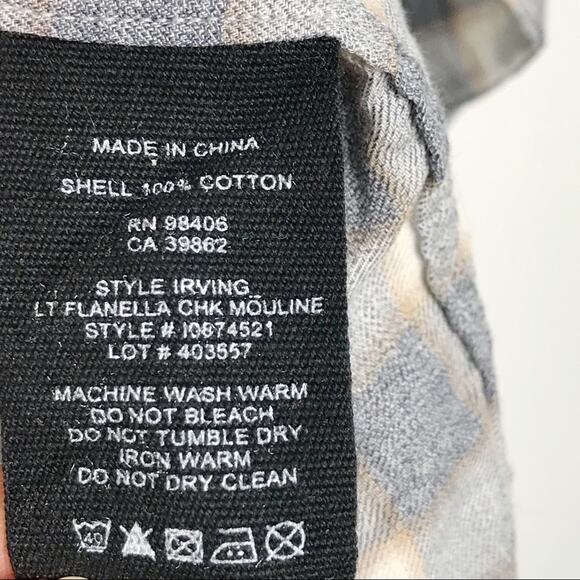 MADE IN CHINA
SHELL 100% COTTON
RN 98406
CA 39862
STYLE IRVING
LT FLANELLA CHK MOULINE
STYLE # I0874521
LOT # 403557
MACHINE WASH WARM
DO NOT BLEACH
DO NOT TUMBLE DRY
IRON WARM
DO NOT DRY CLEAN
40